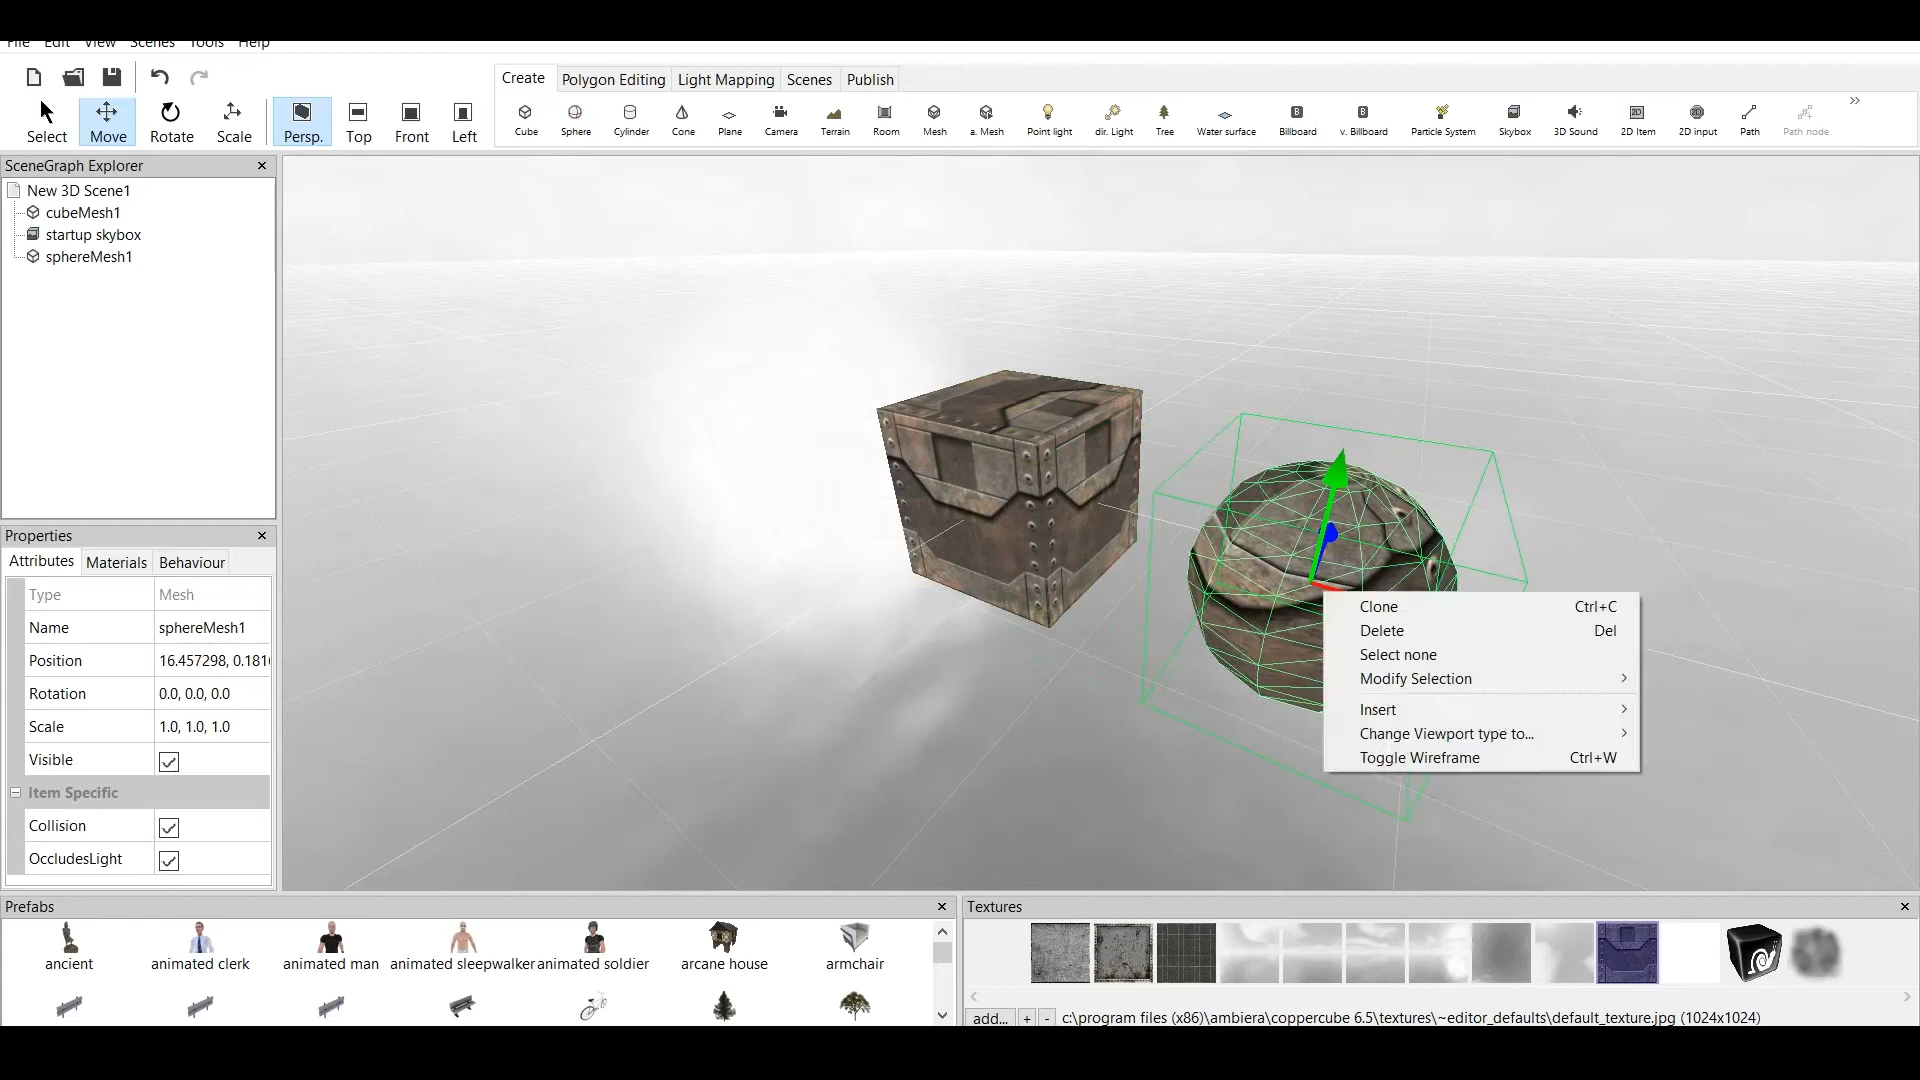 File Edit View Scenes Tools Help
Create Polygon Editing Light Mapping Scenes Publish
Select Move Rotate Scale Persp. Top Front Left
Cube Sphere Cylinder Cone Plane Camera Terrain Room Mesh a. Mesh Point light dir. Light Tree Water surface Billboard v. Billboard Particle System Skybox 3D Sound 2D Item 2D input Path Path node
SceneGraph Explorer
New 3D Scene1
cubeMesh1
startup skybox
sphereMesh1
Properties
Attributes Materials Behaviour
Type Mesh
Name sphereMesh1
Position 16.457298, 0.181
Rotation 0.0, 0.0, 0.0
Scale 1.0, 1.0, 1.0
Visible
Item Specific
Collision
OccludesLight
Clone Ctrl+C
Delete Del
Select none
Modify Selection
Insert
Change Viewport type to...
Toggle Wireframe Ctrl+W
Prefabs
ancient animated clerk animated man animated sleepwalker animated soldier arcane house armchair
Textures
add... + - c:\program files (x86)\ambiera\coppercube 6.5\textures\~editor_defaults\default_texture.jpg (1024x1024)